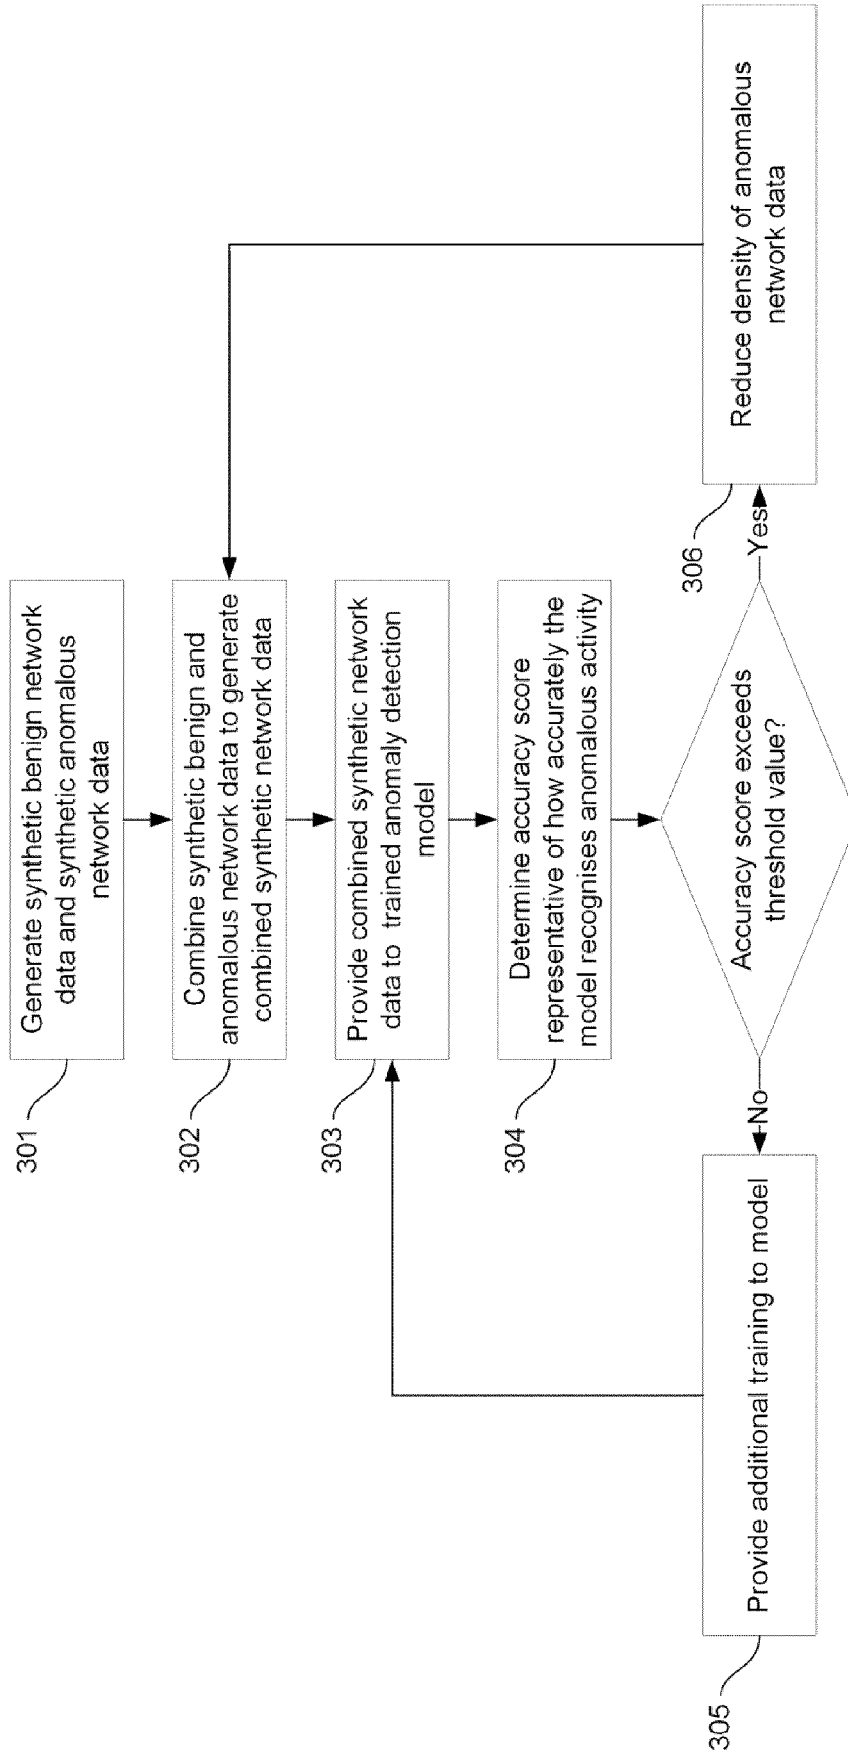 301
Generate synthetic benign network
data and synthetic anomalous
network data
302
Combine synthetic benign and
anomalous network data to generate
combined synthetic network data
303
Provide combined synthetic network
data to trained anomaly detection
model
304
Determine accuracy score
representative of how accurately the
model recognises anomalous activity
Accuracy score exceeds
threshold value?
No
Yes
305
Provide additional training to model
306
Reduce density of anomalous
network data